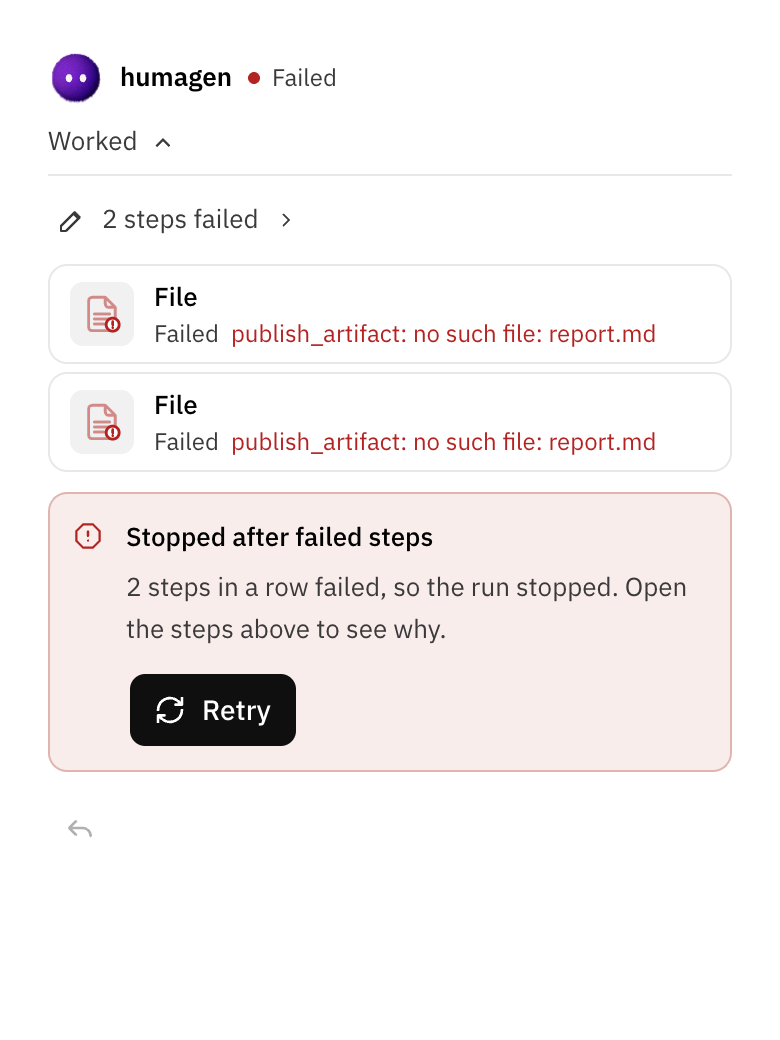 humagen Failed
Worked
2 steps failed
File
Failed publish_artifact: no such file: report.md
File
Failed publish_artifact: no such file: report.md
Stopped after failed steps
2 steps in a row failed, so the run stopped. Open
the steps above to see why.
Retry